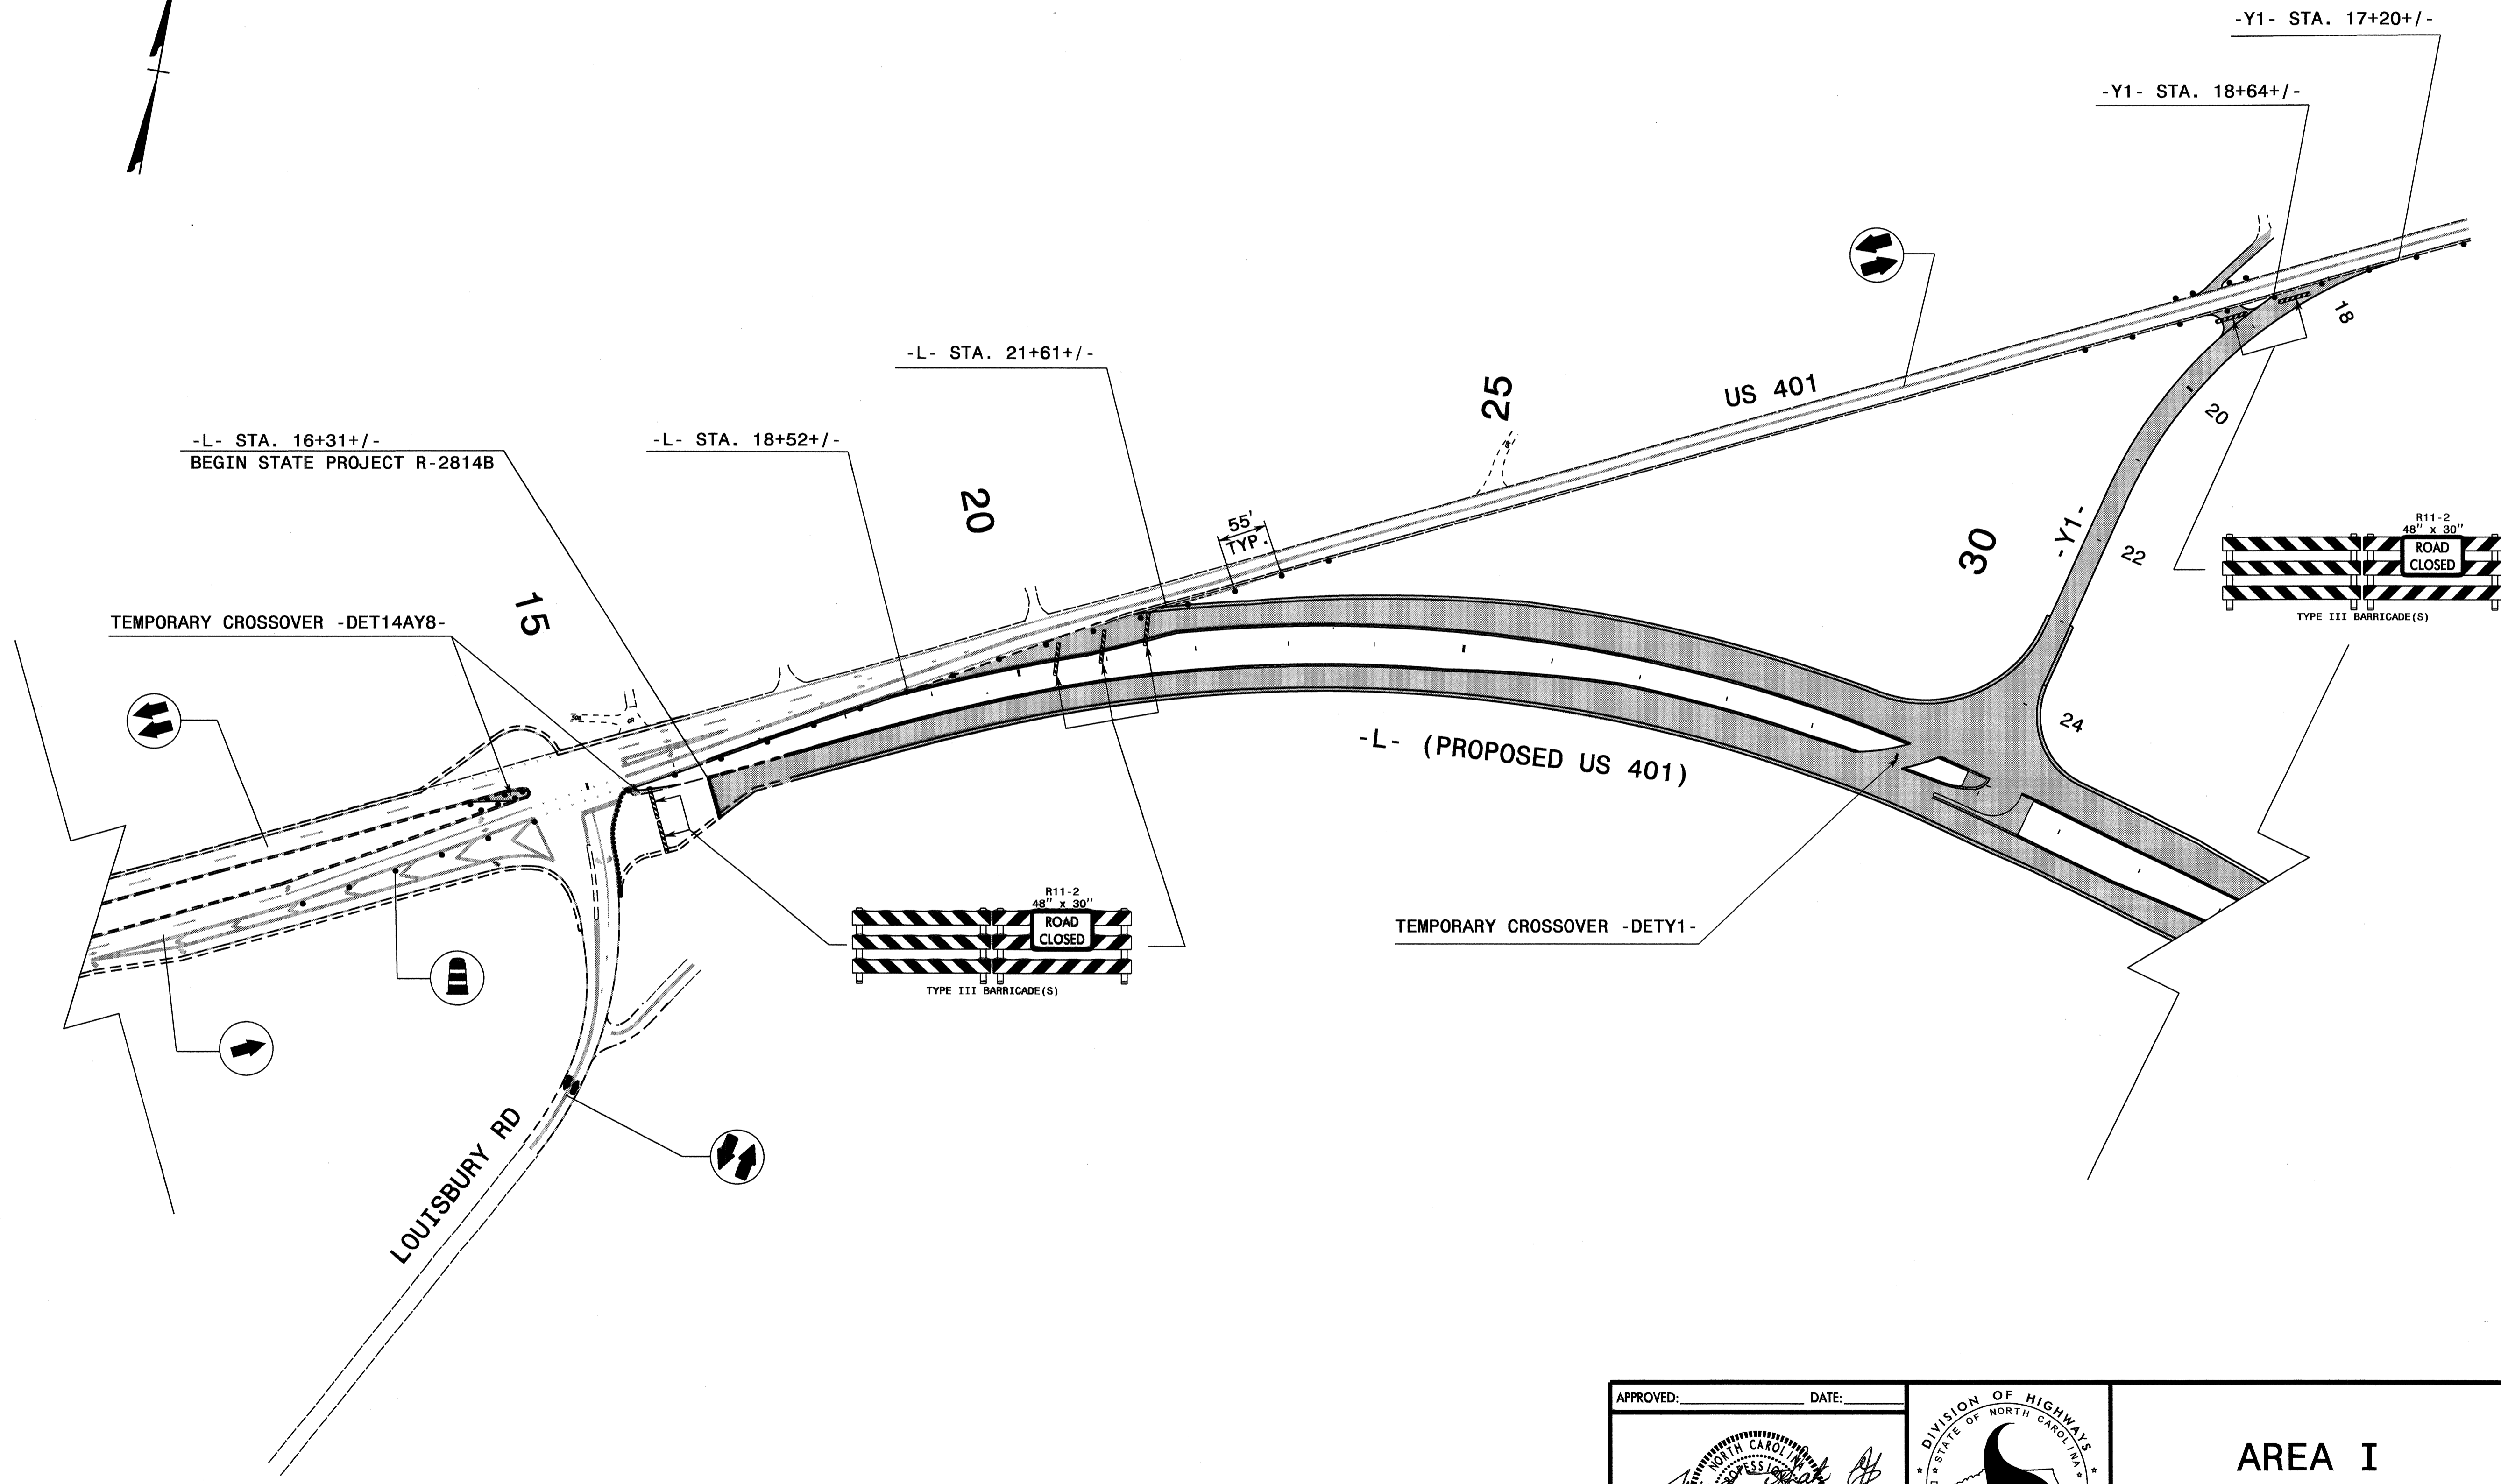 -Y1- STA. 17+20+/-
-Y1- STA. 18+64+/-
18
-L- STA. 21+61+/-
25
US 401
20
-L- STA. 16+31+/-
BEGIN STATE PROJECT R-2814B
-L- STA. 18+52+/-
20
55'
TYP.
30
-Y1-
22
R11-2
48" x 30"
ROAD
CLOSED
TYPE III BARRICADE(S)
15
TEMPORARY CROSSOVER -DET14AY8-
24
-L- (PROPOSED US 401)
R11-2
48" x 30"
ROAD
CLOSED
TYPE III BARRICADE(S)
TEMPORARY CROSSOVER -DETY1-
LOUISBURY RD
APPROVED: DATE:
NORTH CAROLINA
DIVISION OF HIGHWAYS
STATE OF NORTH CAROLINA
AREA I